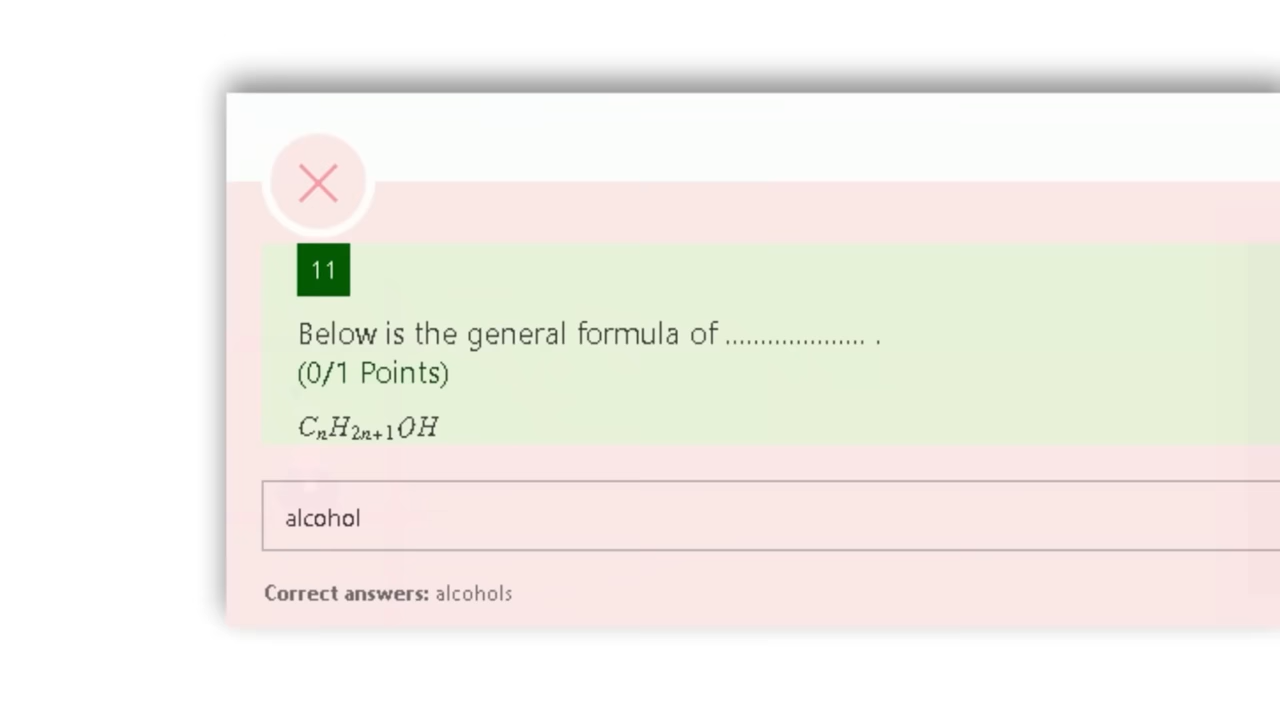 11
Below is the general formula of .................... .
(0/1 Points)
CₙH₂ₙ₊₁OH
alcohol
Correct answers: alcohols